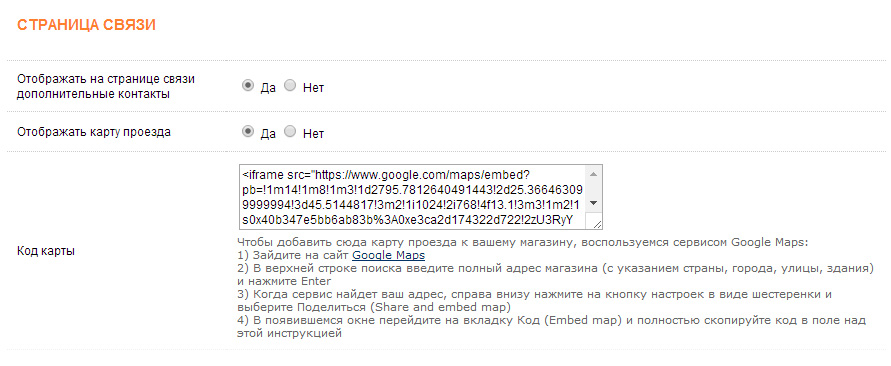 СТРАНИЦА СВЯЗИ
Отображать на странице связи
дополнительные контакты
Да Нет
Отображать карту проезда
Да Нет
Код карты
<iframe src="https://www.google.com/maps/embed?
pb=!1m14!1m8!1m3!1d2795.7812640491443!2d25.36646309
9999994!3d45.5144817!3m2!1i1024!2i768!4f13.1!3m3!1m2!1
s0x40b347e5bb6ab83b%3A0xe3ca2d174322d722!2zU3RyY
Чтобы добавить сюда карту проезда к вашему магазину, воспользуемся сервисом Google Maps:
1) Зайдите на сайт Google Maps
2) В верхней строке поиска введите полный адрес магазина (с указанием страны, города, улицы, здания)
и нажмите Enter
3) Когда сервис найдет ваш адрес, справа внизу нажмите на кнопку настроек в виде шестеренки и
выберите Поделиться (Share and embed map)
4) В появившемся окне перейдите на вкладку Код (Embed map) и полностью скопируйте код в поле над
этой инструкцией